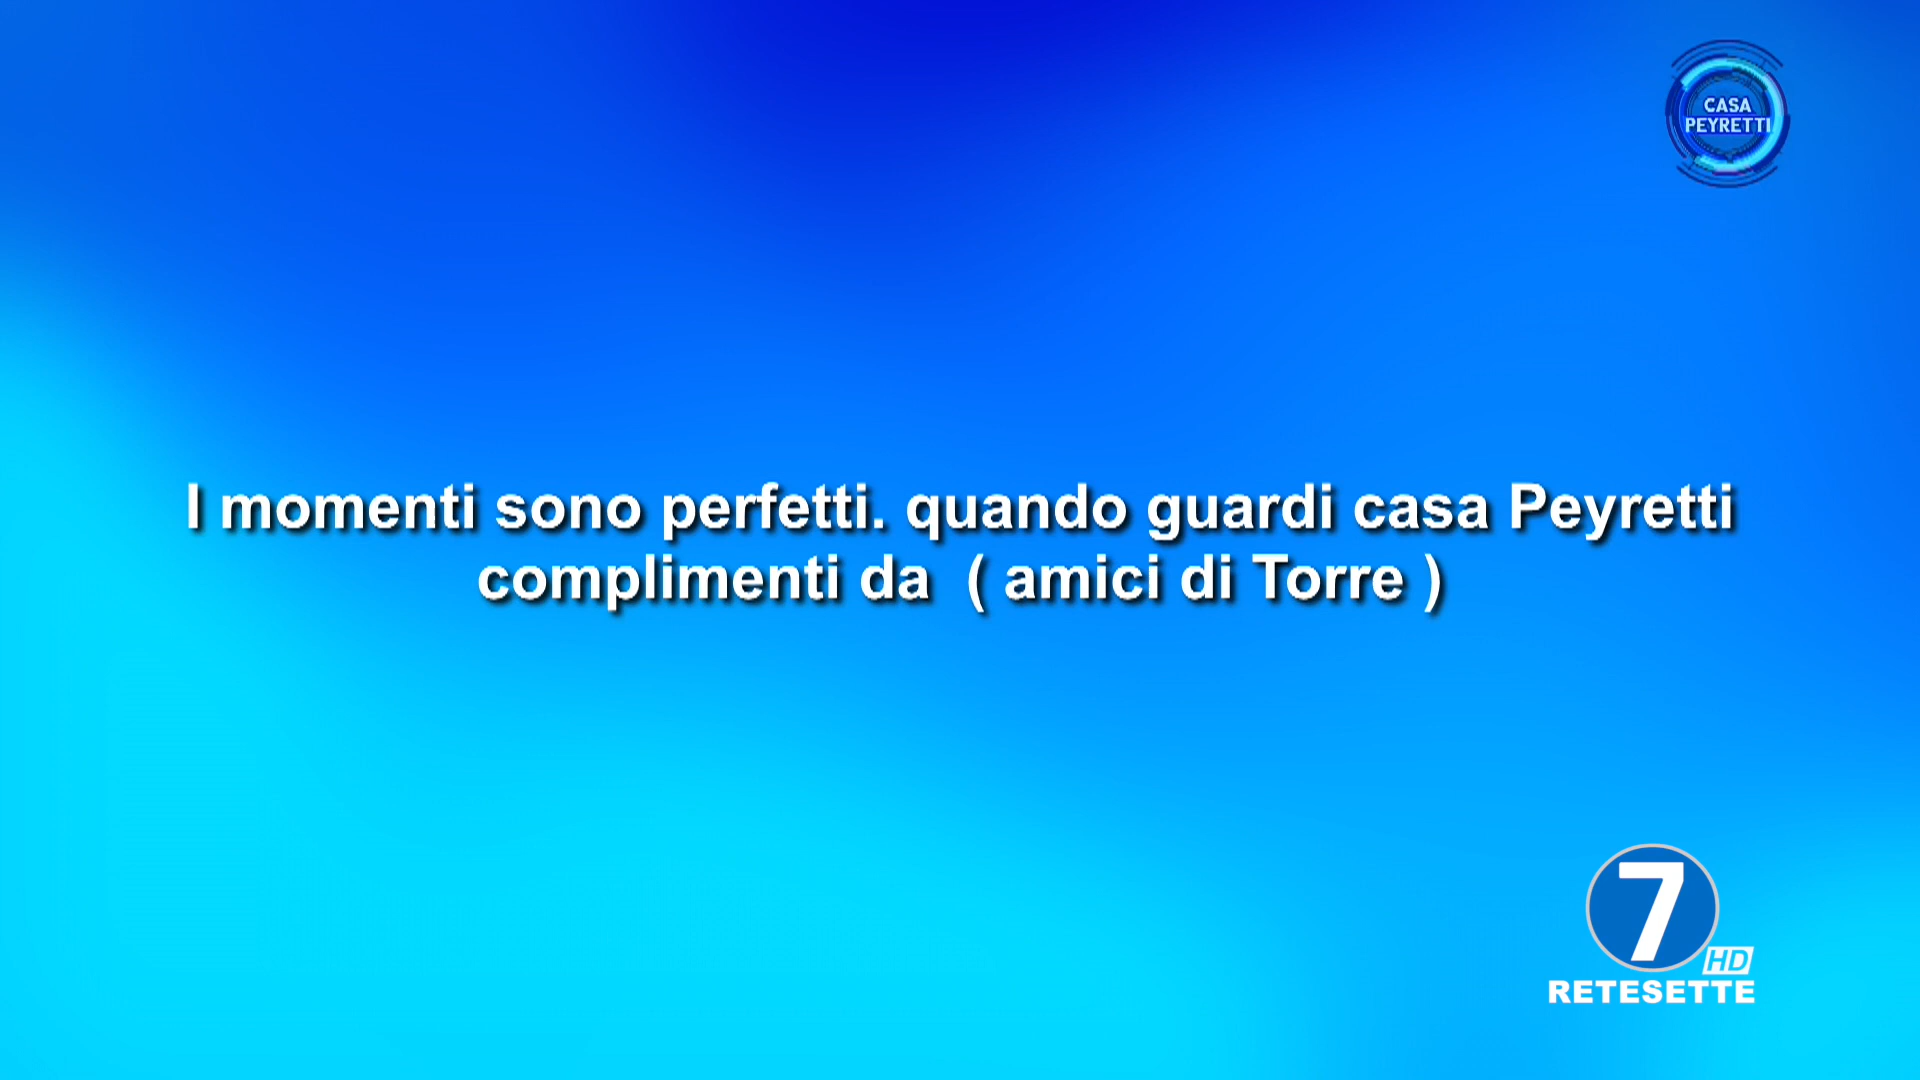 CASA
PEYRETTI
I momenti sono perfetti. quando guardi casa Peyretti
complimenti da  ( amici di Torre )
7
HD
RETESETTE